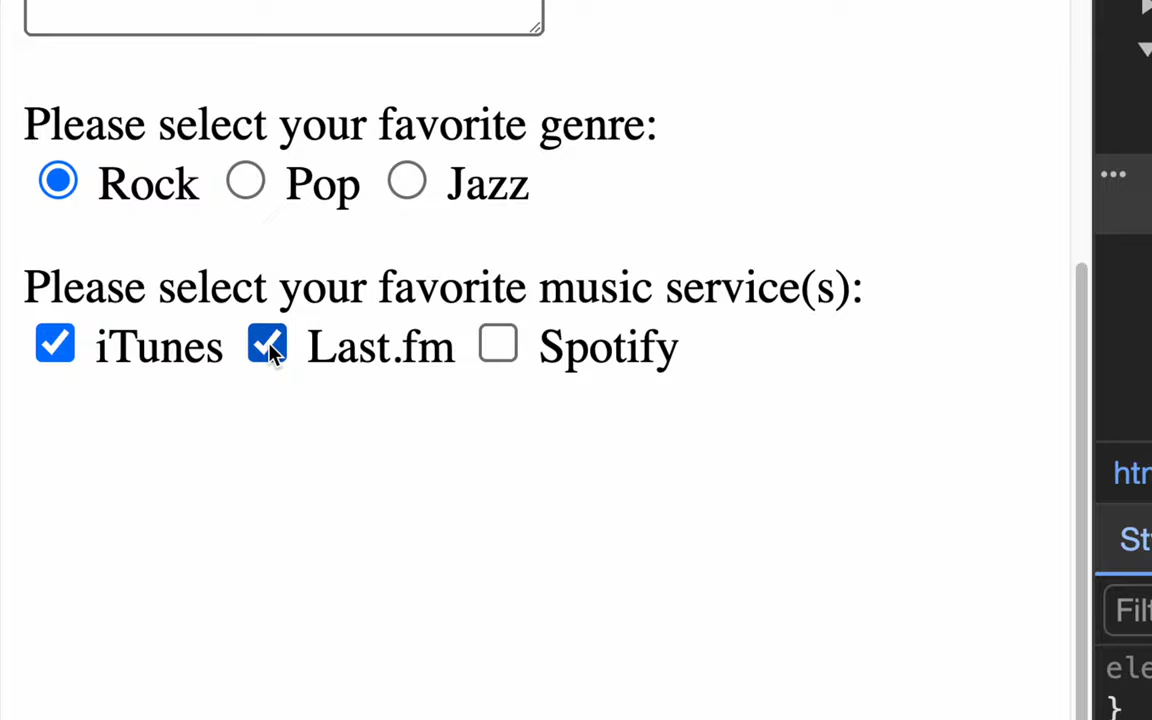 Please select your favorite genre:
Rock Pop Jazz
Please select your favorite music service(s):
iTunes Last.fm Spotify
...
}